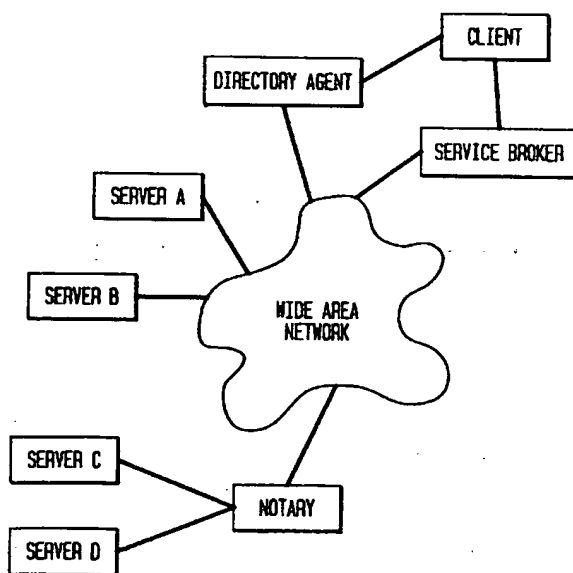 CLIENT
DIRECTORY AGENT
SERVICE BROKER
SERVER A
SERVER B
WIDE AREA
NETWORK
SERVER C
NOTARY
SERVER D